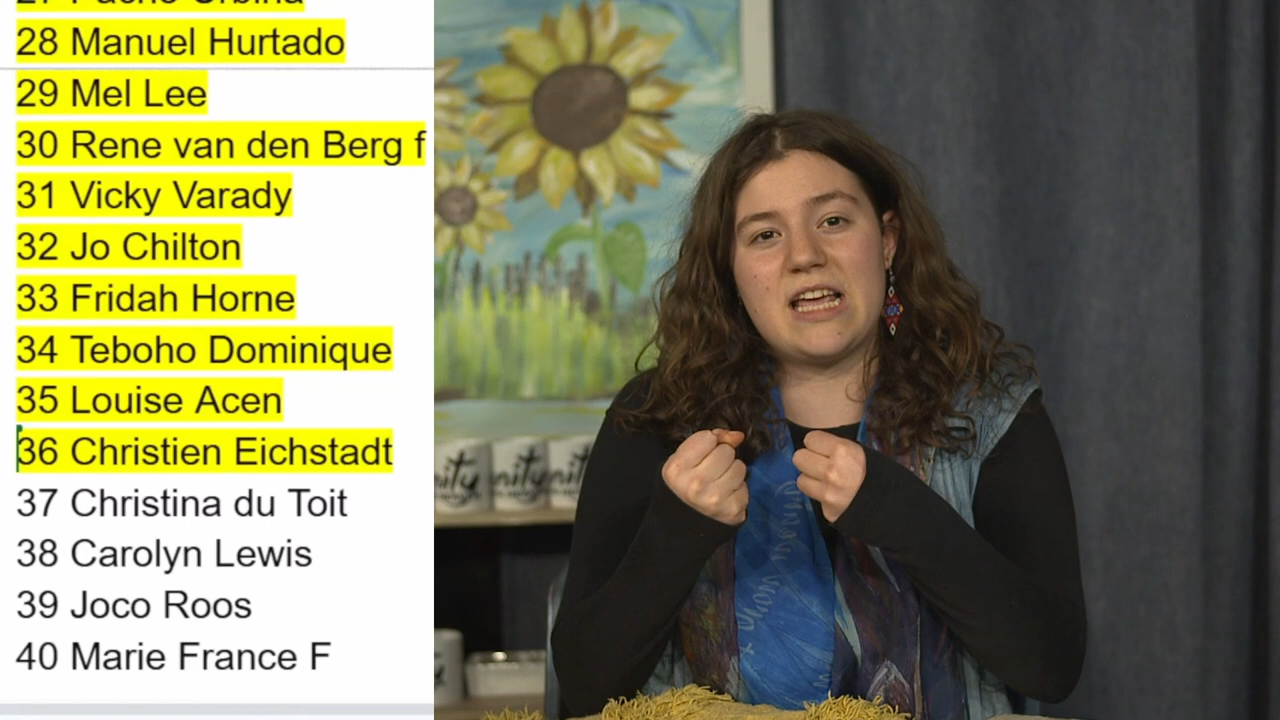 28 Manuel Hurtado
29 Mel Lee
30 Rene van den Berg f
31 Vicky Varady
32 Jo Chilton
33 Fridah Horne
34 Teboho Dominique
35 Louise Acen
36 Christien Eichstadt
37 Christina du Toit
38 Carolyn Lewis
39 Joco Roos
40 Marie France F